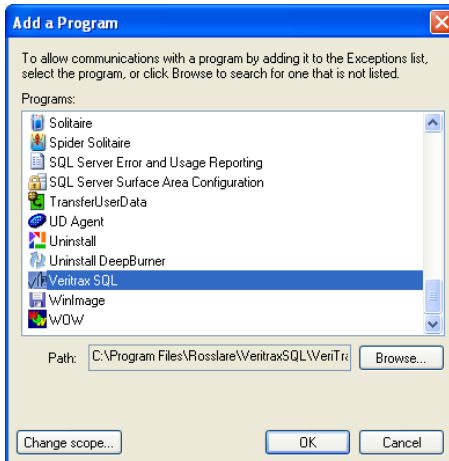 Add a Program
To allow communications with a program by adding it to the Exceptions list,
select the program, or click Browse to search for one that is not listed.
Programs:
Solitaire
Spider Solitaire
SQL Server Error and Usage Reporting
SQL Server Surface Area Configuration
TransferUserData
UD Agent
Uninstall
Uninstall DeepBurner
Veritrax SQL
WinImage
WOW
Path: C:\Program Files\Rosslare\VeritraxSQL\VeriTra Browse...
Change scope... OK Cancel